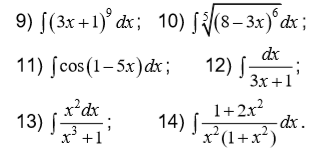 9) ∫(3x+1)⁹ dx; 10) ∫⁵√(8−3x)⁶ dx;
11) ∫cos(1−5x)dx; 12) ∫ dx/(3x+1);
13) ∫ x²dx/(x³+1); 14) ∫ (1+2x²)/(x²(1+x²)) dx.